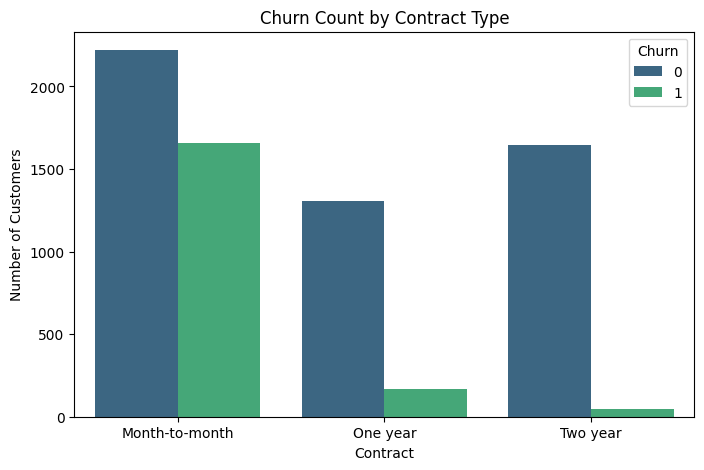 Churn Count by Contract Type
Churn
0
1
Number of Customers
2000
1500
1000
500
0
Month-to-month
One year
Two year
Contract